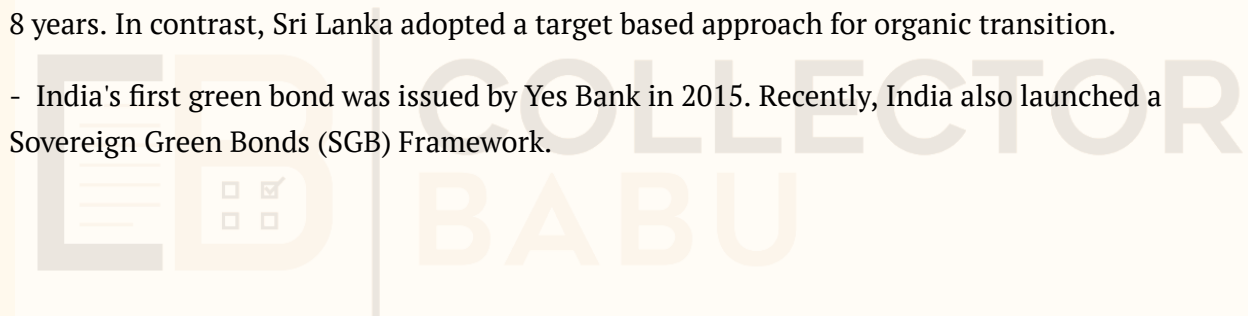 8 years. In contrast, Sri Lanka adopted a target based approach for organic transition.
- India's first green bond was issued by Yes Bank in 2015. Recently, India also launched a
Sovereign Green Bonds (SGB) Framework.
COLLECTOR
BABU